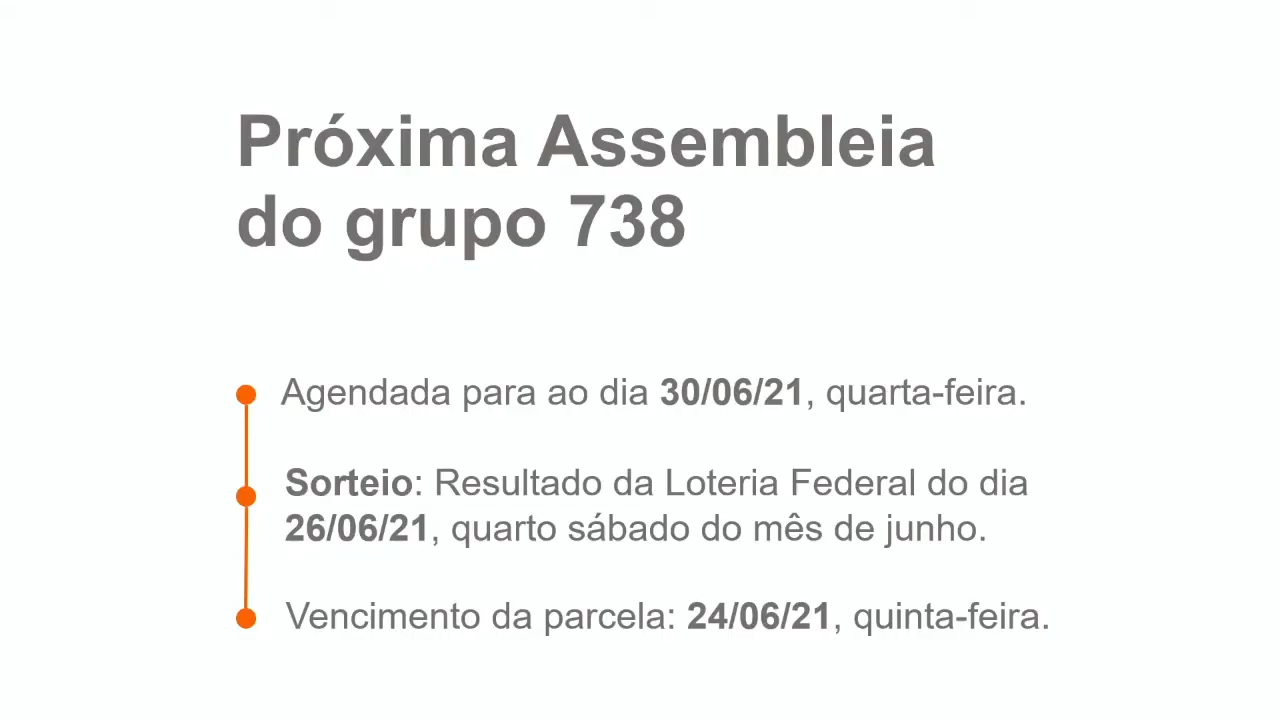 Próxima Assembleia
do grupo 738
Agendada para ao dia 30/06/21, quarta-feira.
Sorteio: Resultado da Loteria Federal do dia
26/06/21, quarto sábado do mês de junho.
Vencimento da parcela: 24/06/21, quinta-feira.